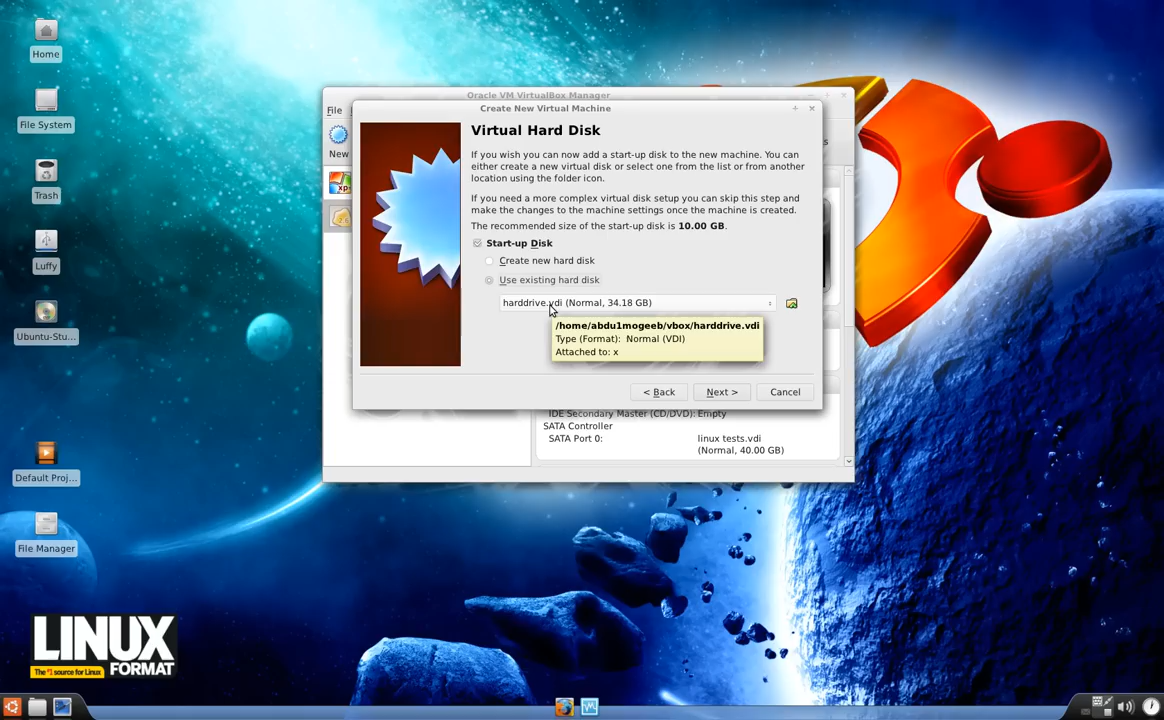 Home
File System
Trash
Luffy
Ubuntu-Stu...
Default Proj...
File Manager
LINUX
FORMAT
The #1 source for Linux
Oracle VM VirtualBox Manager
File
New
xp
Create New Virtual Machine
Virtual Hard Disk
If you wish you can now add a start-up disk to the new machine. You can
either create a new virtual disk or select one from the list or from another
location using the folder icon.
If you need a more complex virtual disk setup you can skip this step and
make the changes to the machine settings once the machine is created.
The recommended size of the start-up disk is 10.00 GB.
Start-up Disk
Create new hard disk
Use existing hard disk
harddrive.vdi (Normal, 34.18 GB)
/home/abdu1mogeeb/vbox/harddrive.vdi
Type (Format): Normal (VDI)
Attached to: x
< Back
Next >
Cancel
IDE Secondary Master (CD/DVD): Empty
SATA Controller
SATA Port 0: linux tests.vdi
(Normal, 40.00 GB)